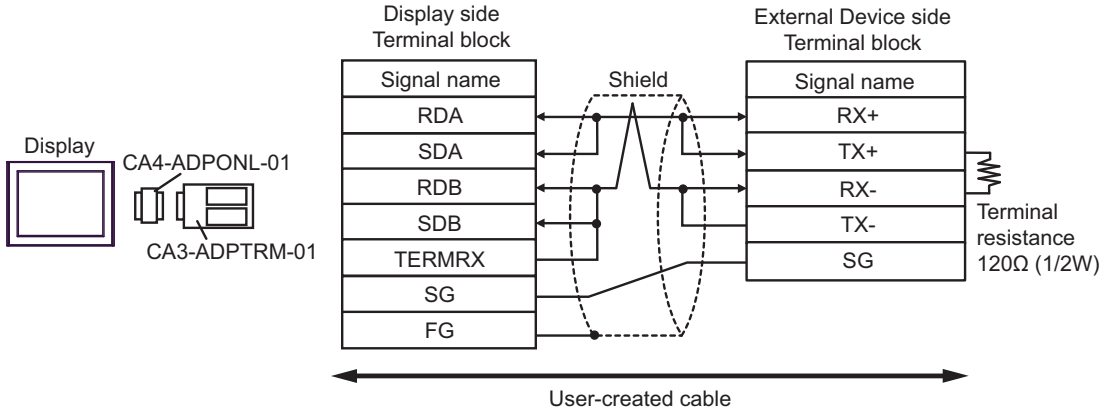 Display side
Terminal block
External Device side
Terminal block
Signal name
Shield
Signal name
RDA
RX+
SDA
TX+
Display
CA4-ADPONL-01
RDB
RX-
SDB
TX-
Terminal
resistance
120Ω (1/2W)
CA3-ADPTRM-01
TERMRX
SG
SG
FG
User-created cable